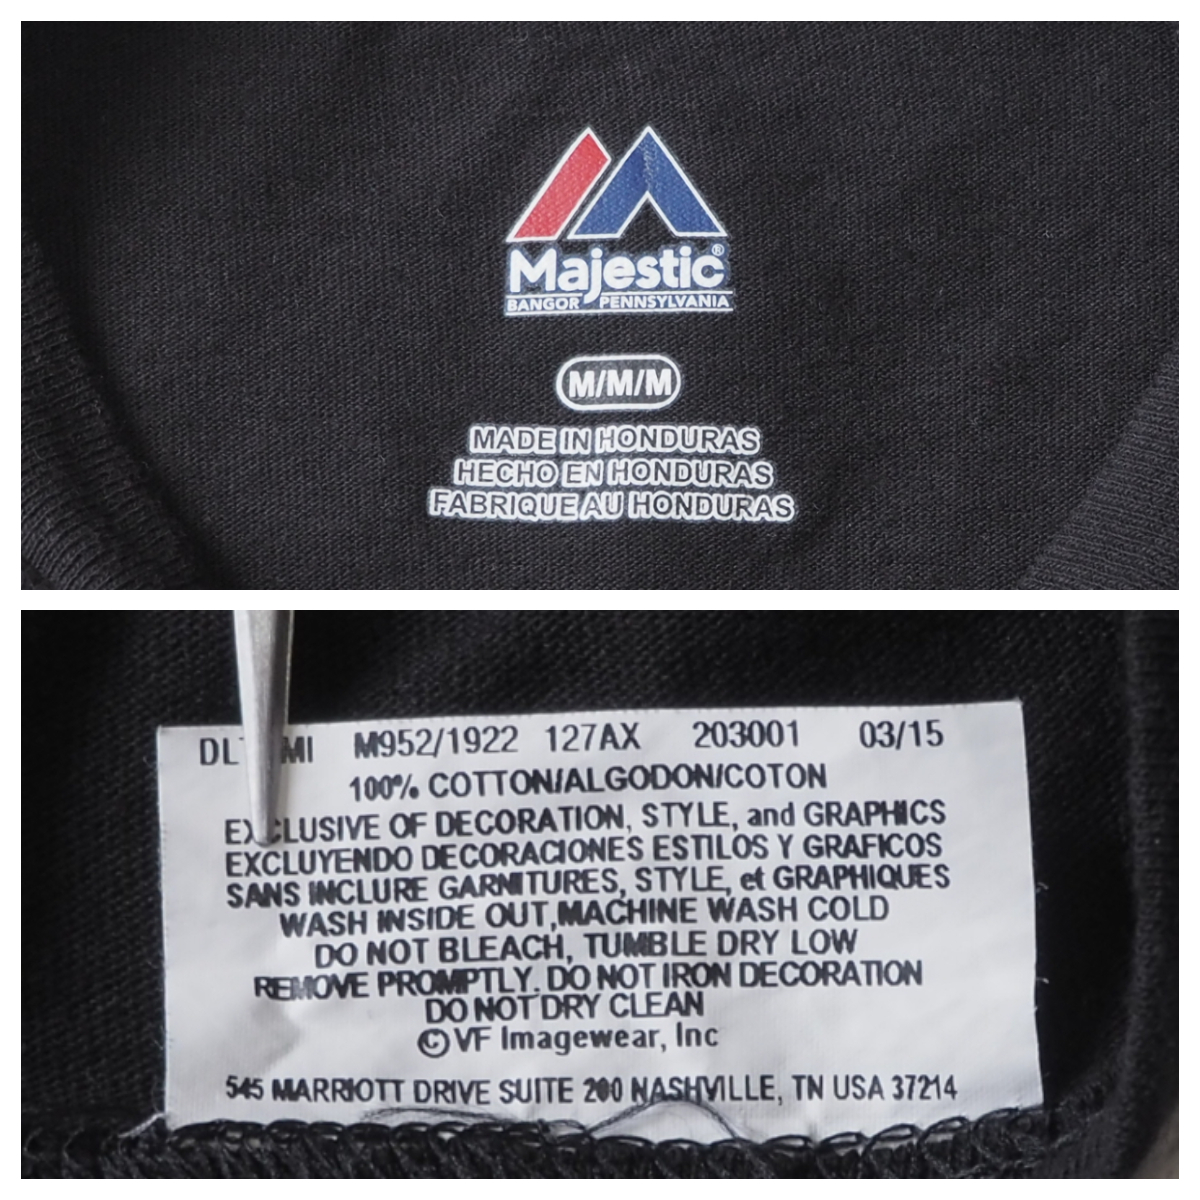 Majestic®
BANGOR PENNSYLVANIA
M/M/M
MADE IN HONDURAS
HECHO EN HONDURAS
FABRIQUE AU HONDURAS
M952/1922 127AX 203001 03/15
100% COTTON/ALGODON/COTON
EXCLUSIVE OF DECORATION, STYLE, and GRAPHICS
EXCLUYENDO DECORACIONES ESTILOS Y GRAFICOS
SANS INCLURE GARNITURES, STYLE, et GRAPHIQUES
WASH INSIDE OUT,MACHINE WASH COLD
DO NOT BLEACH, TUMBLE DRY LOW
REMOVE PROMPTLY. DO NOT IRON DECORATION
DO NOT DRY CLEAN
©VF Imagewear, Inc
545 MARRIOTT DRIVE SUITE 200 NASHVILLE, TN USA 37214